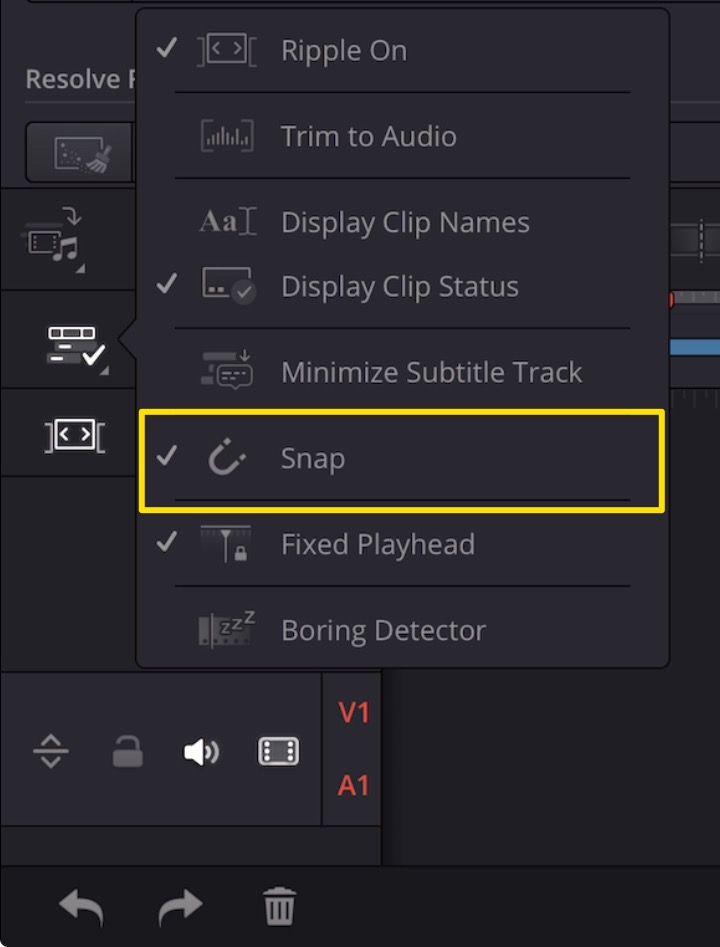 Ripple On
Resolve
Trim to Audio
Aa Display Clip Names
Display Clip Status
Minimize Subtitle Track
Snap
Fixed Playhead
zzZ Boring Detector
V1
A1